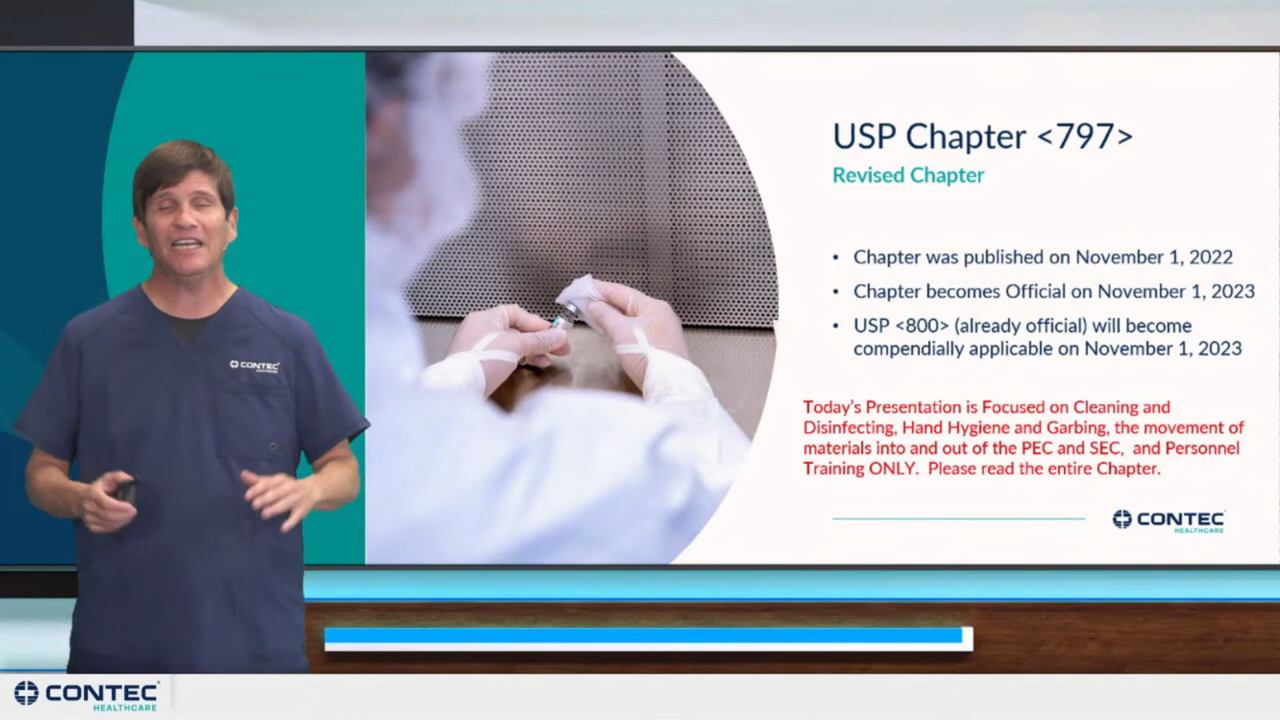 USP Chapter <797>
Revised Chapter
• Chapter was published on November 1, 2022
• Chapter becomes Official on November 1, 2023
• USP <800> (already official) will become
compendially applicable on November 1, 2023
Today's Presentation is Focused on Cleaning and
Disinfecting, Hand Hygiene and Garbing, the movement of
materials into and out of the PEC and SEC, and Personnel
Training ONLY. Please read the entire Chapter.
CONTEC
HEALTHCARE
CONTEC
HEALTHCARE
CONTEC
HEALTHCARE